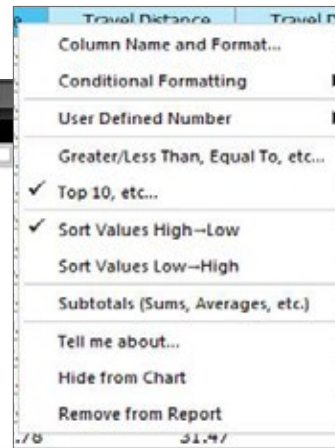 Travel Distance Travel
Column Name and Format...
Conditional Formatting
User Defined Number
Greater/Less Than, Equal To, etc...
✓ Top 10, etc...
✓ Sort Values High→Low
Sort Values Low→High
Subtotals (Sums, Averages, etc.)
Tell me about...
Hide from Chart
Remove from Report
.78 31.47